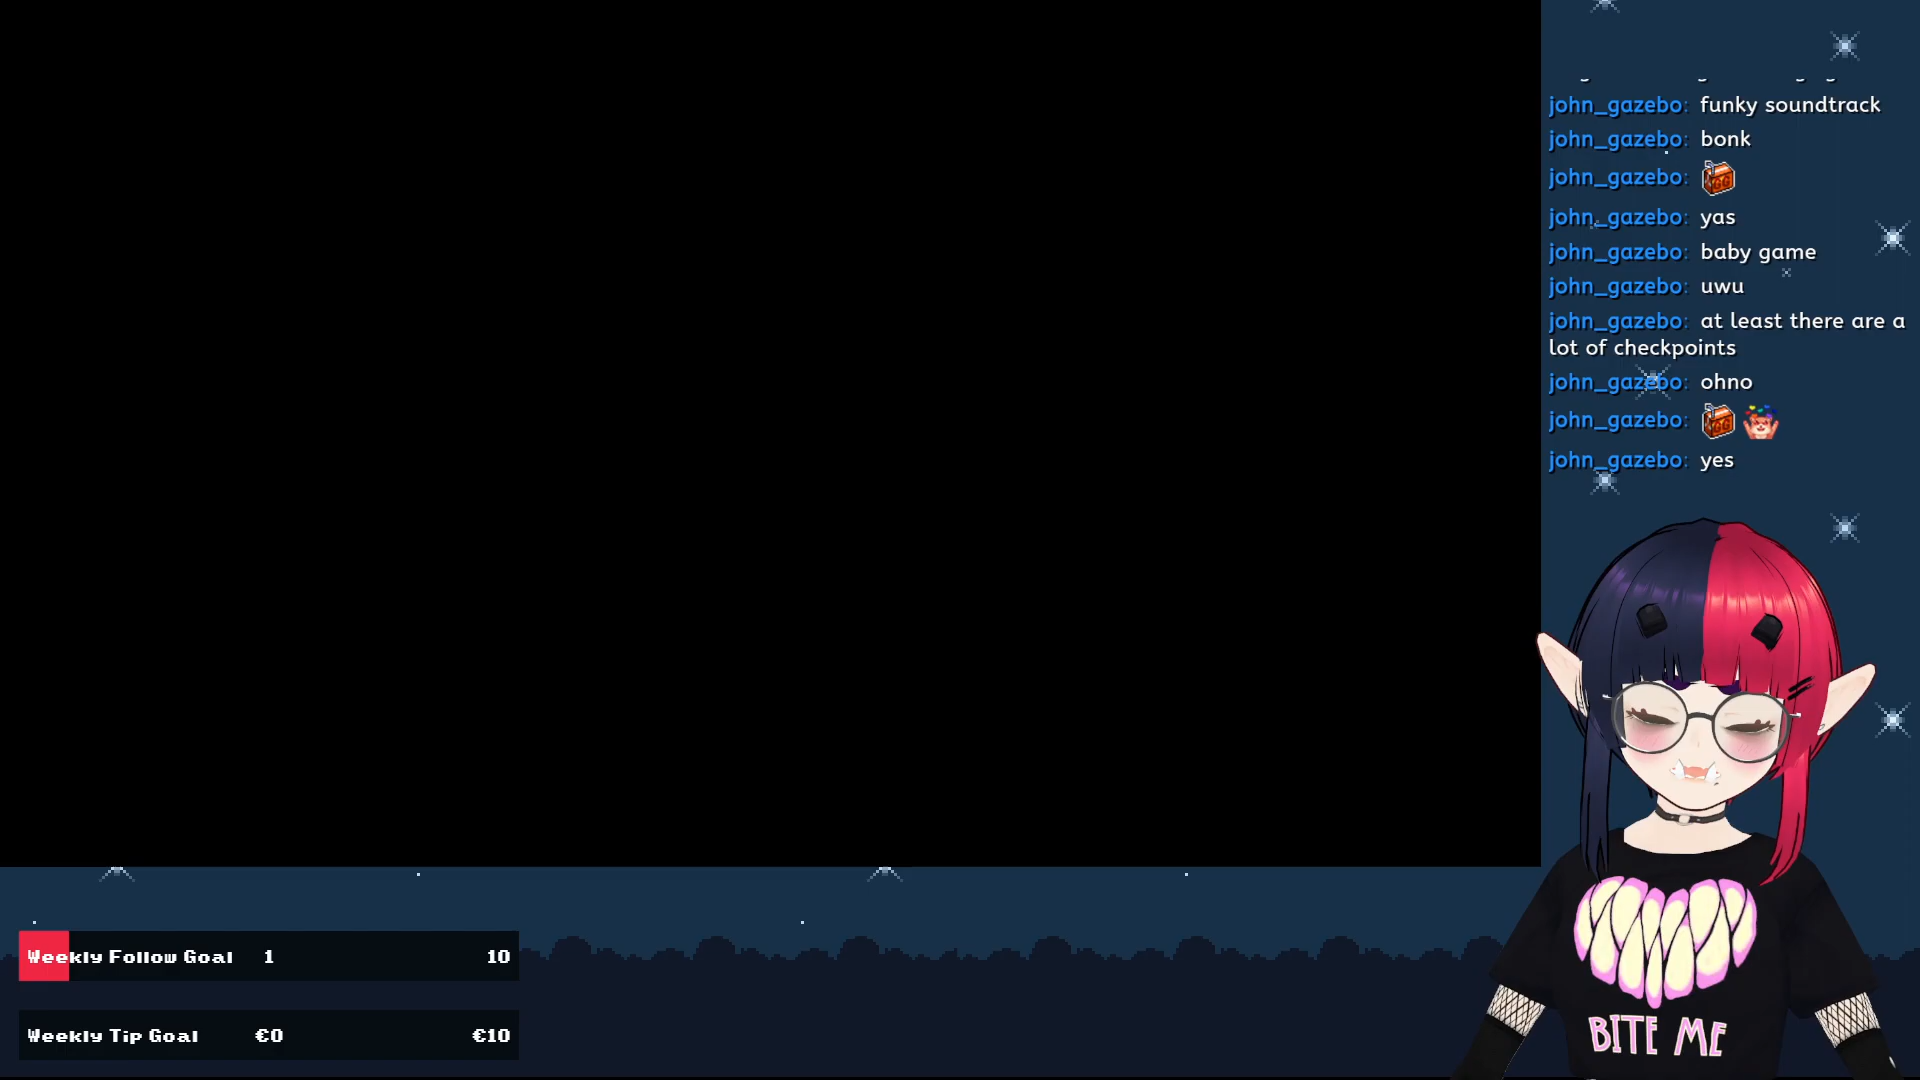 john_gazebo: funky soundtrack
john_gazebo: bonk
john_gazebo: GG
john_gazebo: yas
john_gazebo: baby game
john_gazebo: uwu
john_gazebo: at least there are a
lot of checkpoints
john_gazebo: ohno
john_gazebo: GG
john_gazebo: yes
Weekly Follow Goal 1 10
Weekly Tip Goal €0 €10
BITE ME